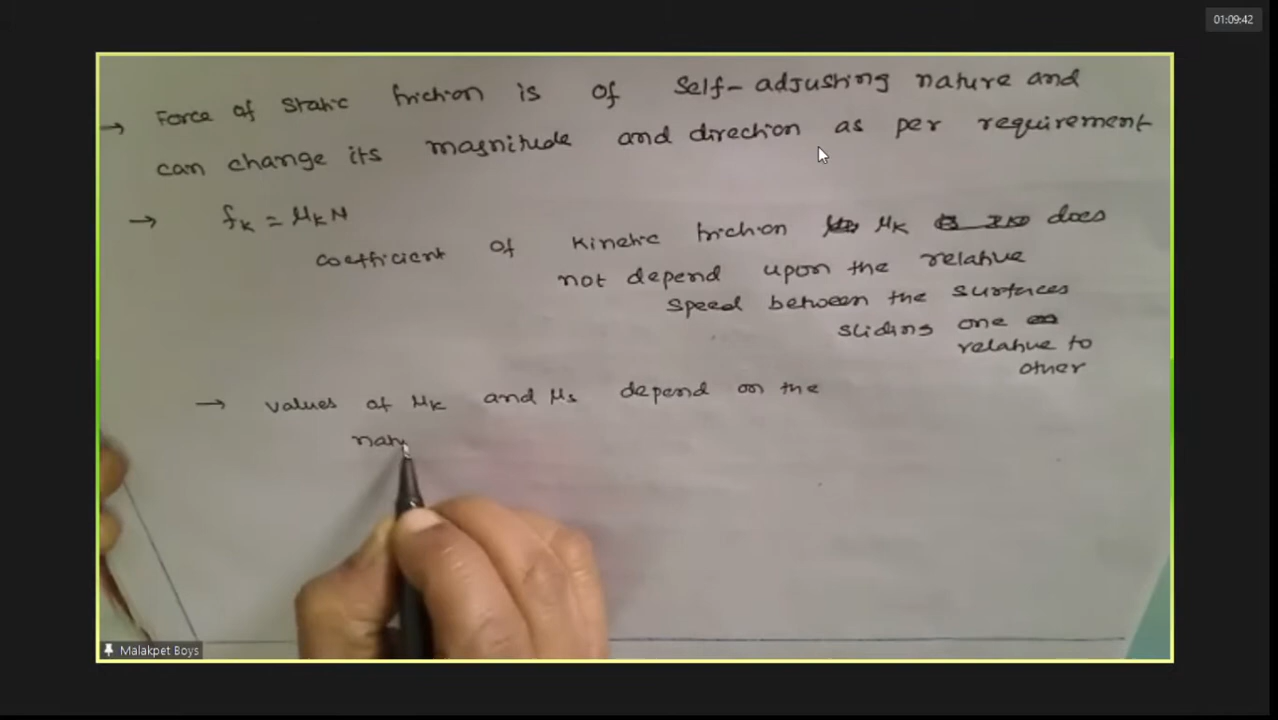 01:09:42
→ Force of Static friction is of Self-adjusting nature and
can change its magnitude and direction as per requirement
→ fₖ = μₖN
coefficient of kinetic friction μₖ does
not depend upon the relative
speed between the surfaces
sliding one
relative to
other
→ values of μₖ and μₛ depend on the
natu
Malakpet Boys